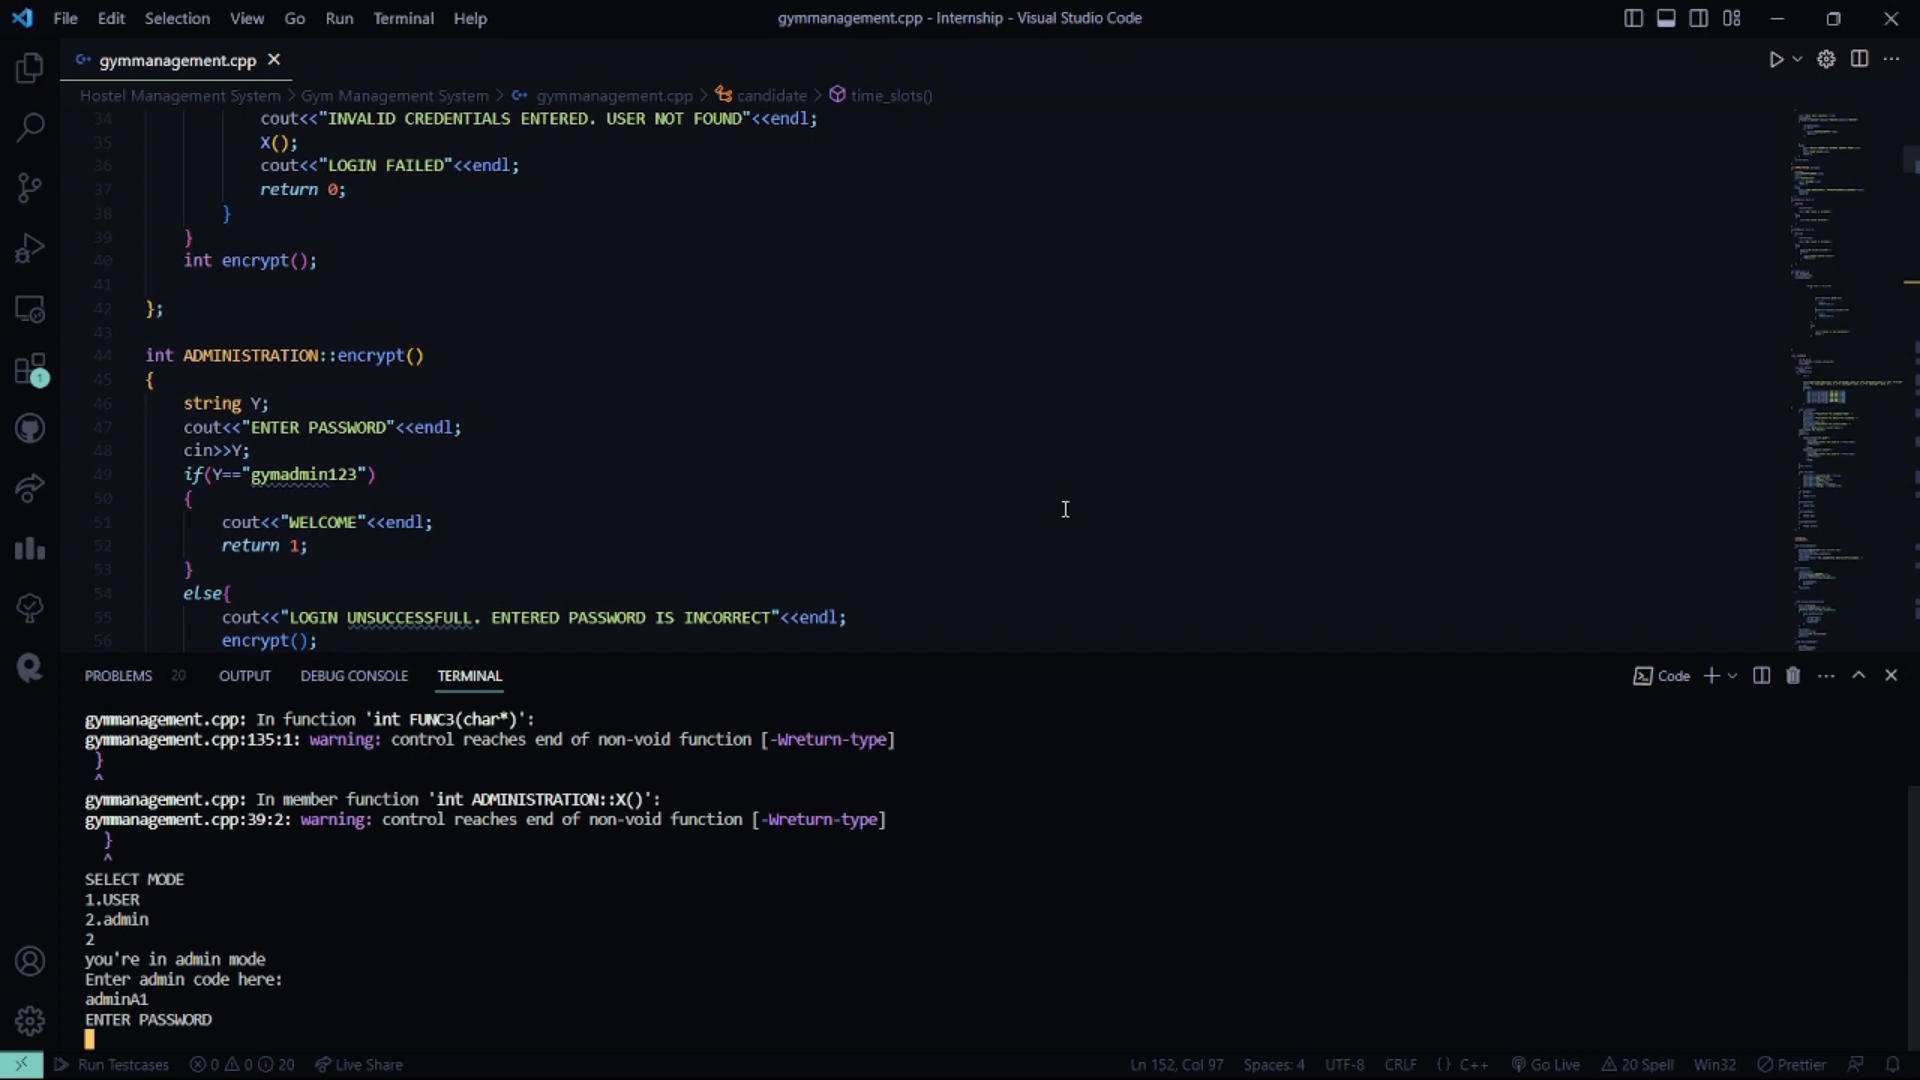 File Edit Selection View Go Run Terminal Help
gymmanagement.cpp - Internship - Visual Studio Code
gymmanagement.cpp
Hostel Management System > Gym Management System > gymmanagement.cpp > candidate > time_slots()
34 cout<<"INVALID CREDENTIALS ENTERED. USER NOT FOUND"<<endl;
35 X();
36 cout<<"LOGIN FAILED"<<endl;
37 return 0;
38 }
39 }
40 int encrypt();
41
42 };
43
44 int ADMINISTRATION::encrypt()
45 {
46 string Y;
47 cout<<"ENTER PASSWORD"<<endl;
48 cin>>Y;
49 if(Y=="gymadmin123")
50 {
51 cout<<"WELCOME"<<endl;
52 return 1;
53 }
54 else{
55 cout<<"LOGIN UNSUCCESSFULL. ENTERED PASSWORD IS INCORRECT"<<endl;
56 encrypt();
PROBLEMS 20 OUTPUT DEBUG CONSOLE TERMINAL
Code
gymmanagement.cpp: In function 'int FUNC3(char*)':
gymmanagement.cpp:135:1: warning: control reaches end of non-void function [-Wreturn-type]
}
^
gymmanagement.cpp: In member function 'int ADMINISTRATION::X()':
gymmanagement.cpp:39:2: warning: control reaches end of non-void function [-Wreturn-type]
}
^
SELECT MODE
1.USER
2.admin
2
you're in admin mode
Enter admin code here:
adminA1
ENTER PASSWORD
Run Testcases 0 0 20 Live Share
Ln 152, Col 97 Spaces: 4 UTF-8 CRLF {} C++ Go Live 20 Spell Win32 Prettier